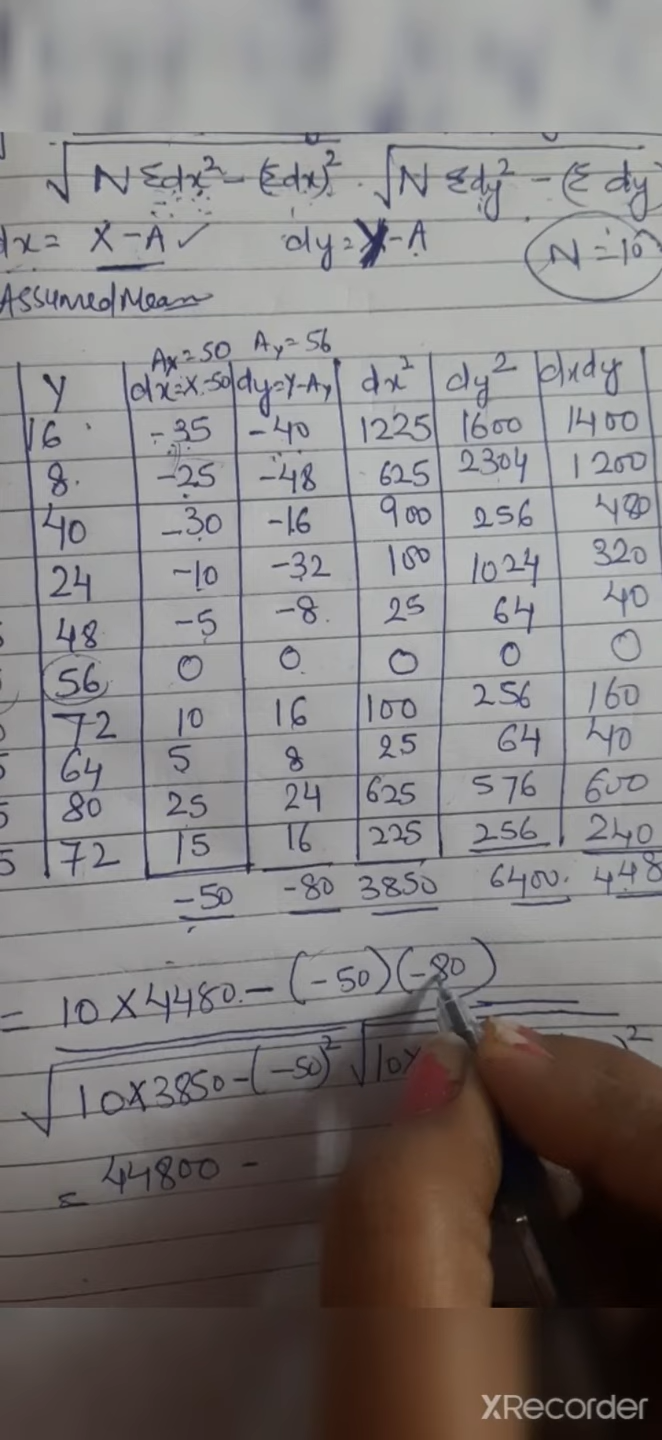 √N Σdx² - (Σdx)² . √N Σdy² - (Σdy)
dx = X - A ✓ dy = Y - A N = 10
Assumed Mean
Ax = 50 Ay = 56
Y dx=X-50 dy=Y-Ay dx² dy² dxdy
16 -35 -40 1225 1600 1400
8 -25 -48 625 2304 1200
40 -30 -16 900 256 480
24 -10 -32 100 1024 320
48 -5 -8 25 64 40
56 0 0 0 0 0
72 10 16 100 256 160
64 5 8 25 64 40
5 80 25 24 625 576 600
5 72 15 16 225 256 240
-50 -80 3850 6400. 448
= 10 × 4480 - (-50)(-80)
√10×3850-(-50)² √10× ²
= 44800 -
XRecorder